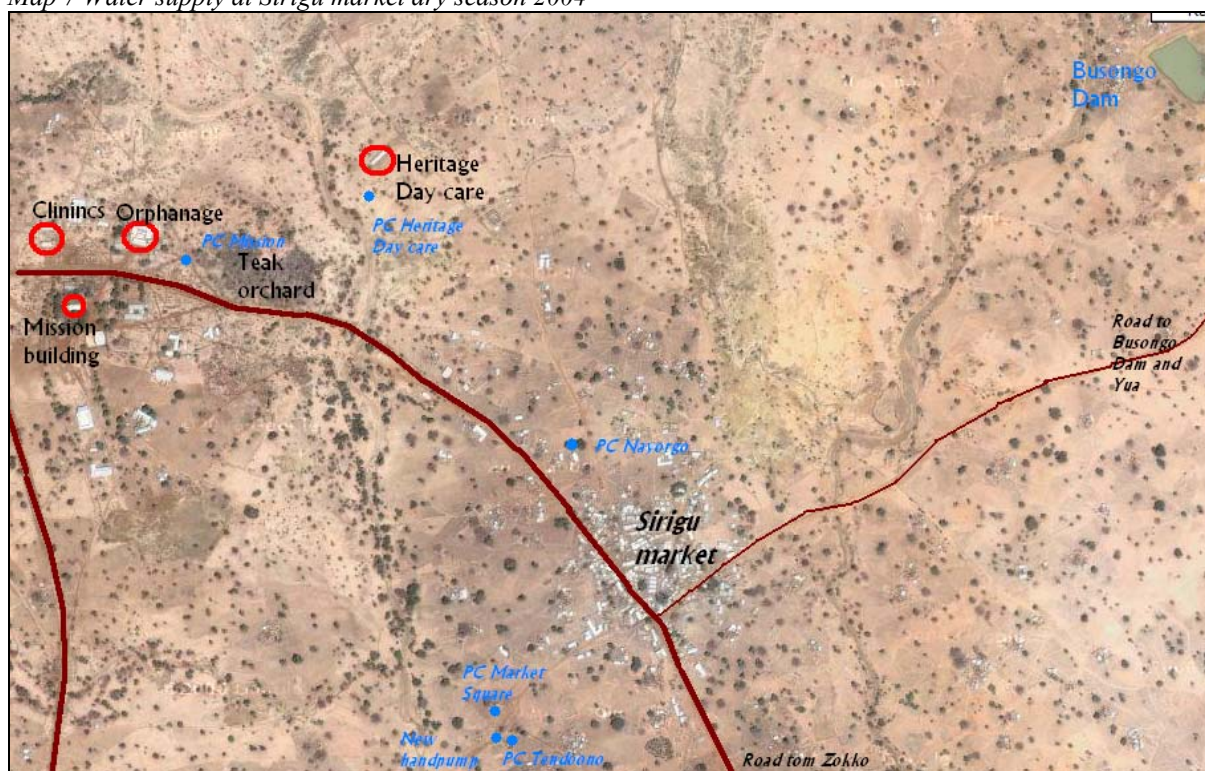 Map 7 Water supply at Sirigu market dry season 2004
Busongo
Dam
Heritage
Day care
PC Heritage
Day care
Clinincs
Orphanage
PC Mission
Teak
orchard
Mission
building
Road to
Busongo
Dam and
Yua
PC Navorgo
Sirigu
market
PC Market
Square
New
handpump
PC Tendoono
Road tom Zokko